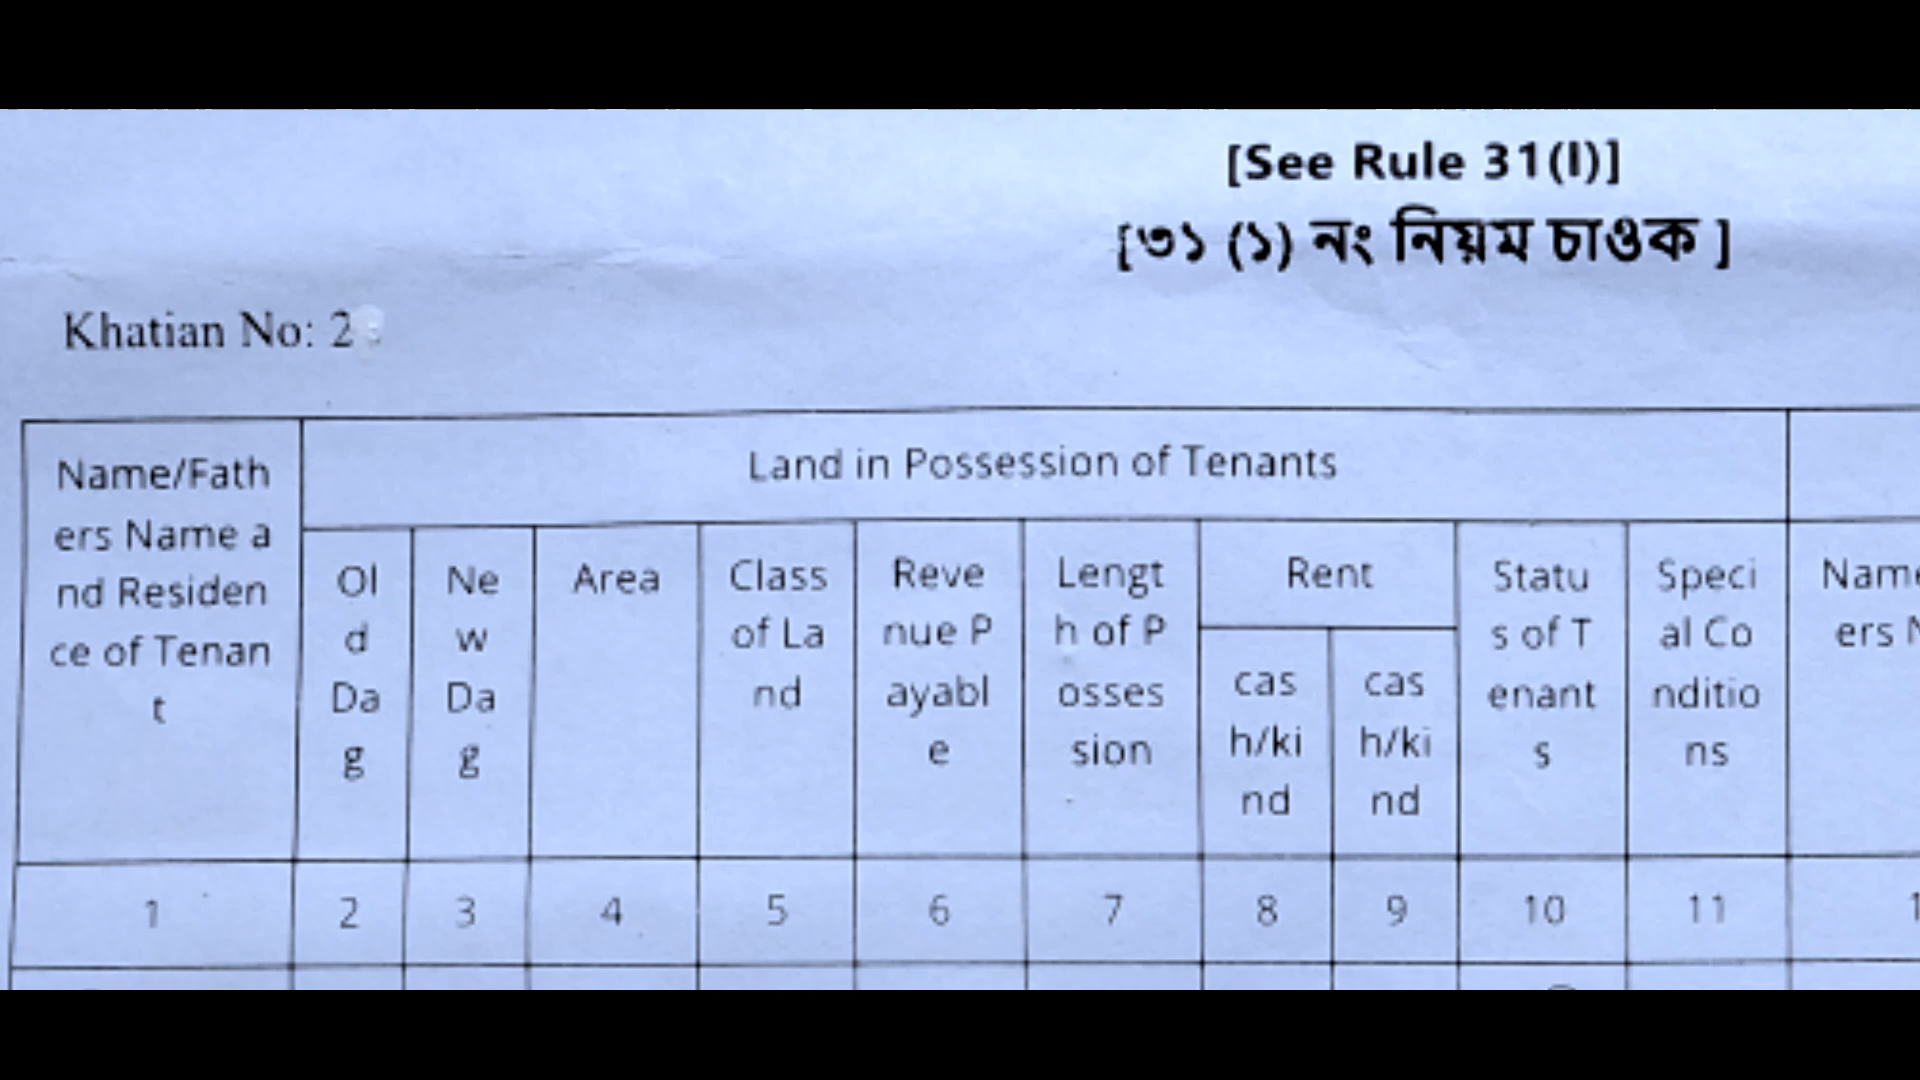 [See Rule 31(I)]
[৩১ (১) নং নিয়ম চাওক ]
Khatian No: 2
Name/Fath
ers Name a
nd Residen
ce of Tenan
t
Land in Possession of Tenants
Ol
d
Da
g
Ne
w
Da
g
Area
Class
of La
nd
Reve
nue P
ayabl
e
Lengt
h of P
osses
sion
Rent
cas
h/ki
nd
cas
h/ki
nd
Statu
s of T
enant
s
Speci
al Co
nditio
ns
Name
ers
1 2 3 4 5 6 7 8 9 10 11